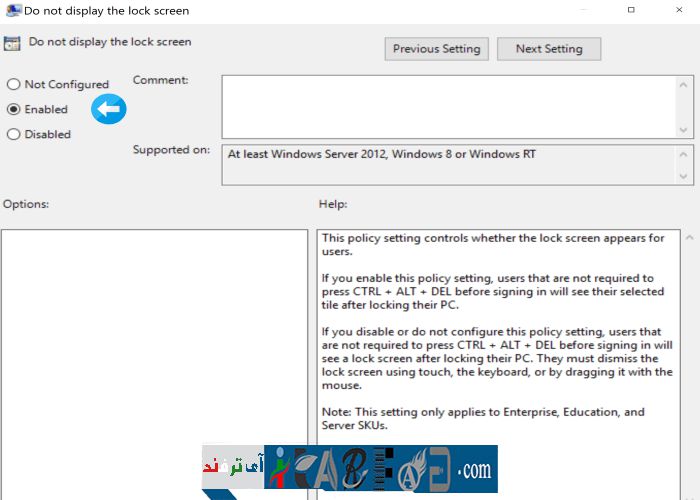 Do not display the lock screen
Do not display the lock screen
Previous Setting
Next Setting
Not Configured
Enabled
Disabled
Comment:
Supported on:
At least Windows Server 2012, Windows 8 or Windows RT
Options:
Help:
This policy setting controls whether the lock screen appears for
users.
If you enable this policy setting, users that are not required to
press CTRL + ALT + DEL before signing in will see their selected
tile after locking their PC.
If you disable or do not configure this policy setting, users that
are not required to press CTRL + ALT + DEL before signing in will
see a lock screen after locking their PC. They must dismiss the
lock screen using touch, the keyboard, or by dragging it with the
mouse.
Note: This setting only applies to Enterprise, Education, and
Server SKUs.
آی ترفند
.com